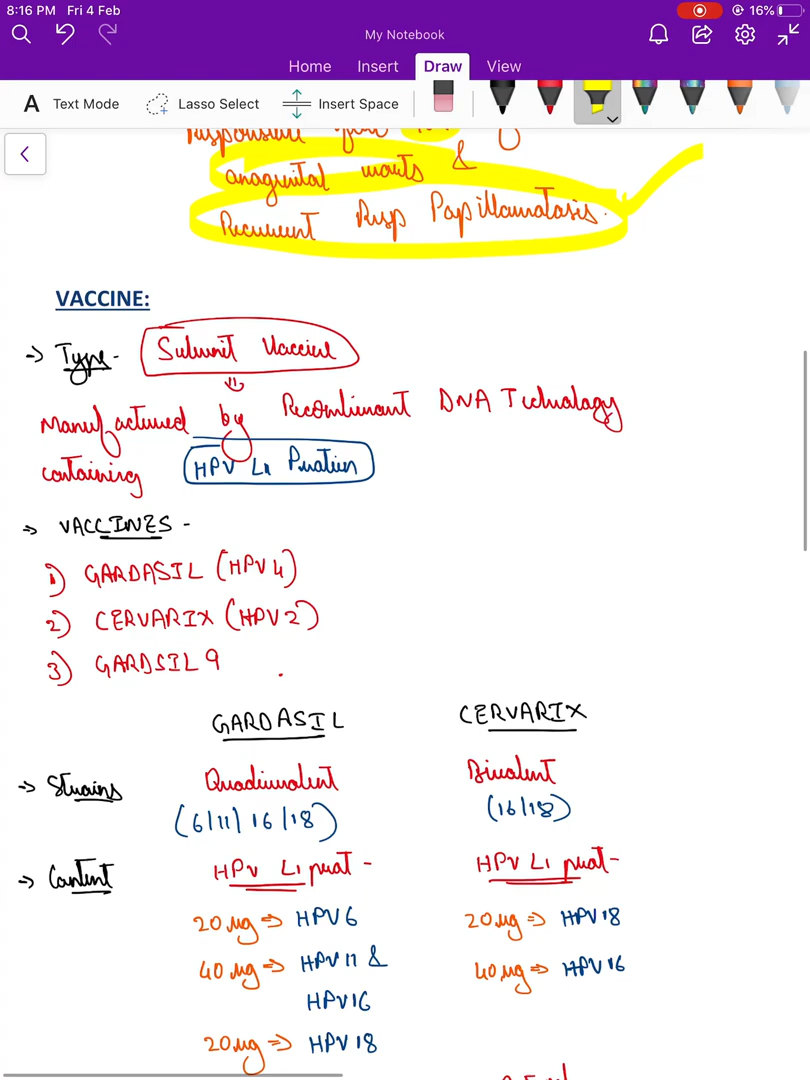 8:16 PM Fri 4 Feb 16%
My Notebook
Home Insert Draw View
A Text Mode Lasso Select Insert Space
anagenital warts &
Recurrent Resp Papillamatosis.
VACCINE:
→ Type - Subunit Vaccine
Manufactured by Recombinant DNA Technology
containing HPV L1 Protien
→ VACCINES -
1) GARDASIL (HPV4)
2) CERVARIX (HPV2)
3) GARDSIL 9
GARDASIL CERVARIX
→ Strains Quadrivalent Bivalent
(6/11/16/18) (16/18)
→ Content HPV L1 prot - HPV L1 prot -
20 µg ⇒ HPV 6 20 µg ⇒ HPV 18
40 µg ⇒ HPV 11 & 40 µg ⇒ HPV 16
HPV 16
20 µg ⇒ HPV 18